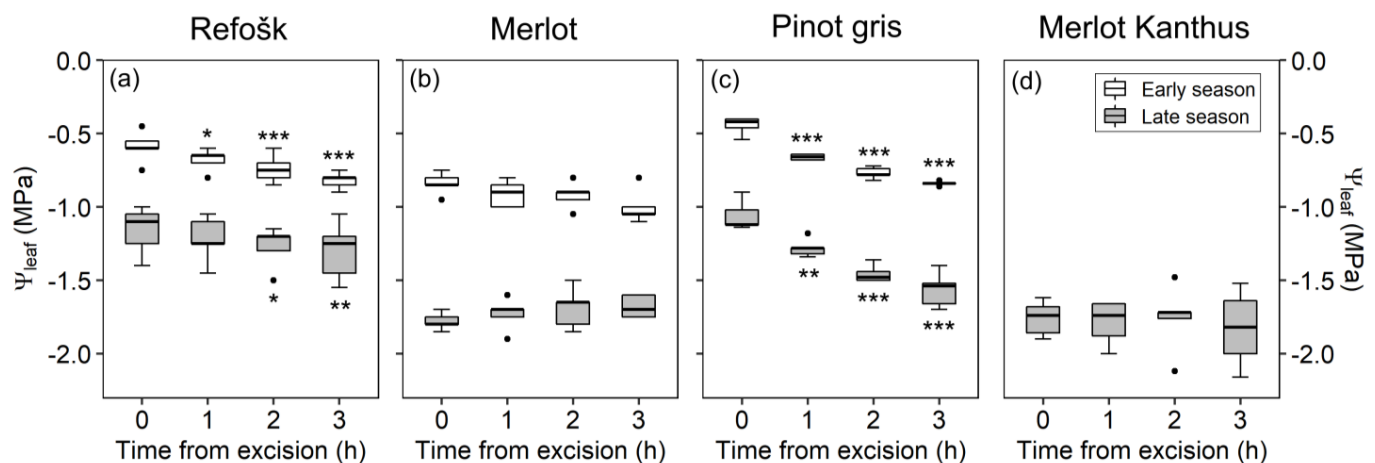 Refošk
Merlot
Pinot gris
Merlot Kanthus
(a)
(b)
(c)
(d)
Early season
Late season
0.0
-0.5
-1.0
-1.5
-2.0
Ψleaf (MPa)
*
***
***
*
**
***
***
***
**
***
***
0.0
-0.5
-1.0
-1.5
-2.0
Ψleaf (MPa)
0 1 2 3
0 1 2 3
0 1 2 3
0 1 2 3
Time from excision (h)
Time from excision (h)
Time from excision (h)
Time from excision (h)